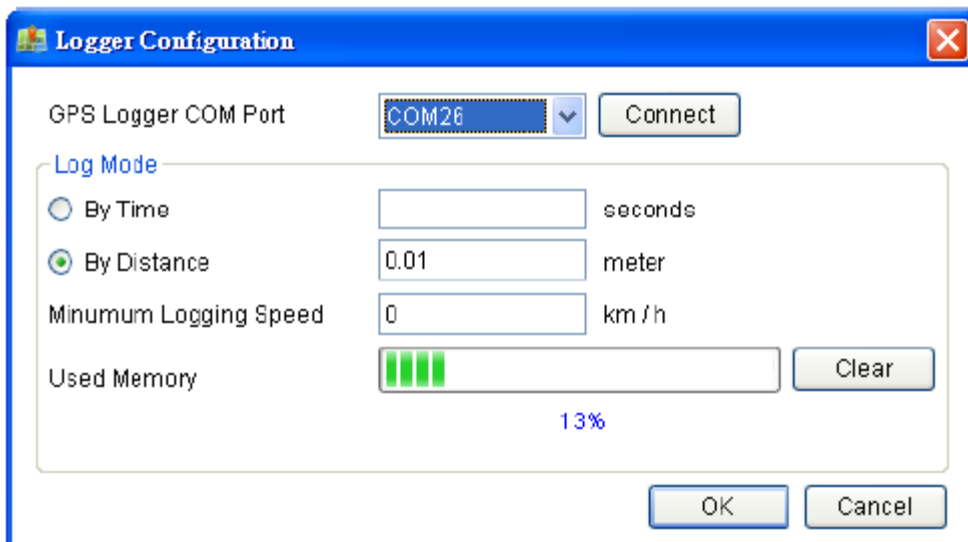 Logger Configuration
GPS Logger COM Port COM26 Connect
Log Mode
By Time seconds
By Distance 0.01 meter
Minumum Logging Speed 0 km / h
Used Memory Clear
13%
OK Cancel